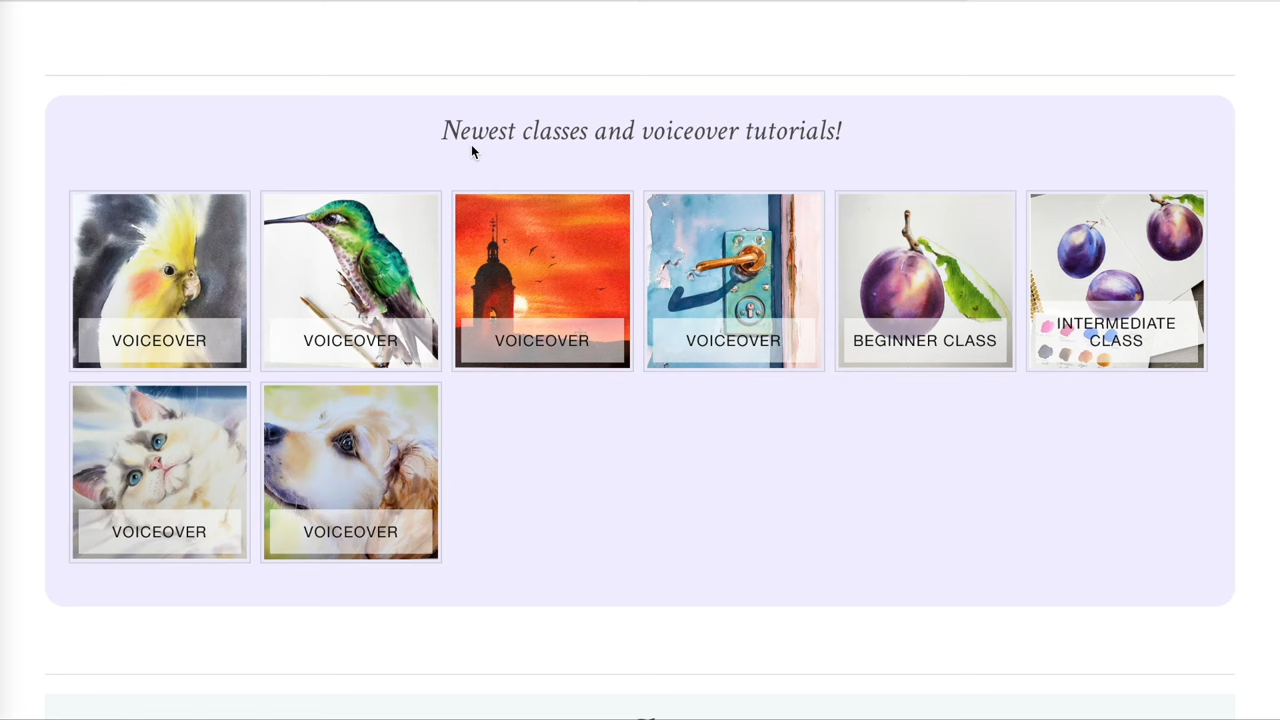 Newest classes and voiceover tutorials!
VOICEOVER
VOICEOVER
VOICEOVER
VOICEOVER
BEGINNER CLASS
INTERMEDIATE
CLASS
VOICEOVER
VOICEOVER